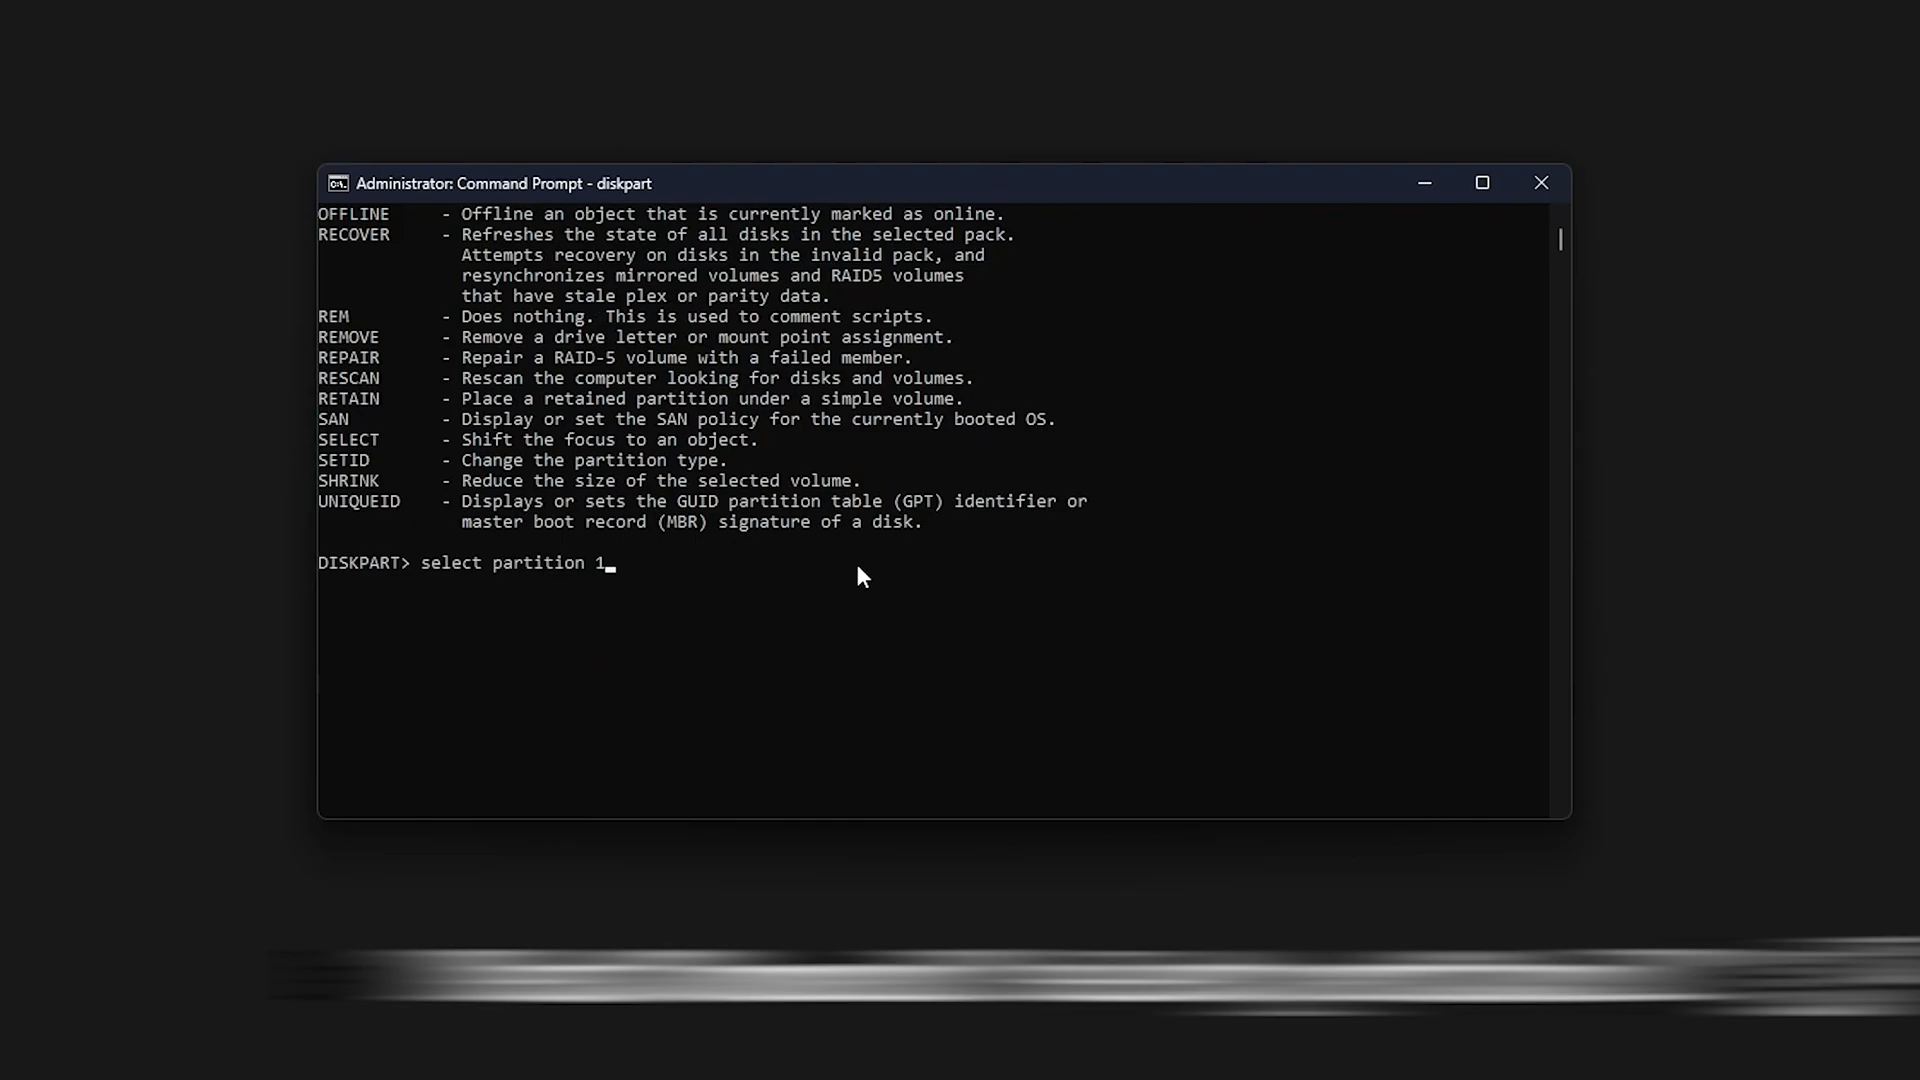 Administrator: Command Prompt - diskpart
OFFLINE - Offline an object that is currently marked as online.
RECOVER - Refreshes the state of all disks in the selected pack.
Attempts recovery on disks in the invalid pack, and
resynchronizes mirrored volumes and RAID5 volumes
that have stale plex or parity data.
REM - Does nothing. This is used to comment scripts.
REMOVE - Remove a drive letter or mount point assignment.
REPAIR - Repair a RAID-5 volume with a failed member.
RESCAN - Rescan the computer looking for disks and volumes.
RETAIN - Place a retained partition under a simple volume.
SAN - Display or set the SAN policy for the currently booted OS.
SELECT - Shift the focus to an object.
SETID - Change the partition type.
SHRINK - Reduce the size of the selected volume.
UNIQUEID - Displays or sets the GUID partition table (GPT) identifier or
master boot record (MBR) signature of a disk.
DISKPART> select partition 1